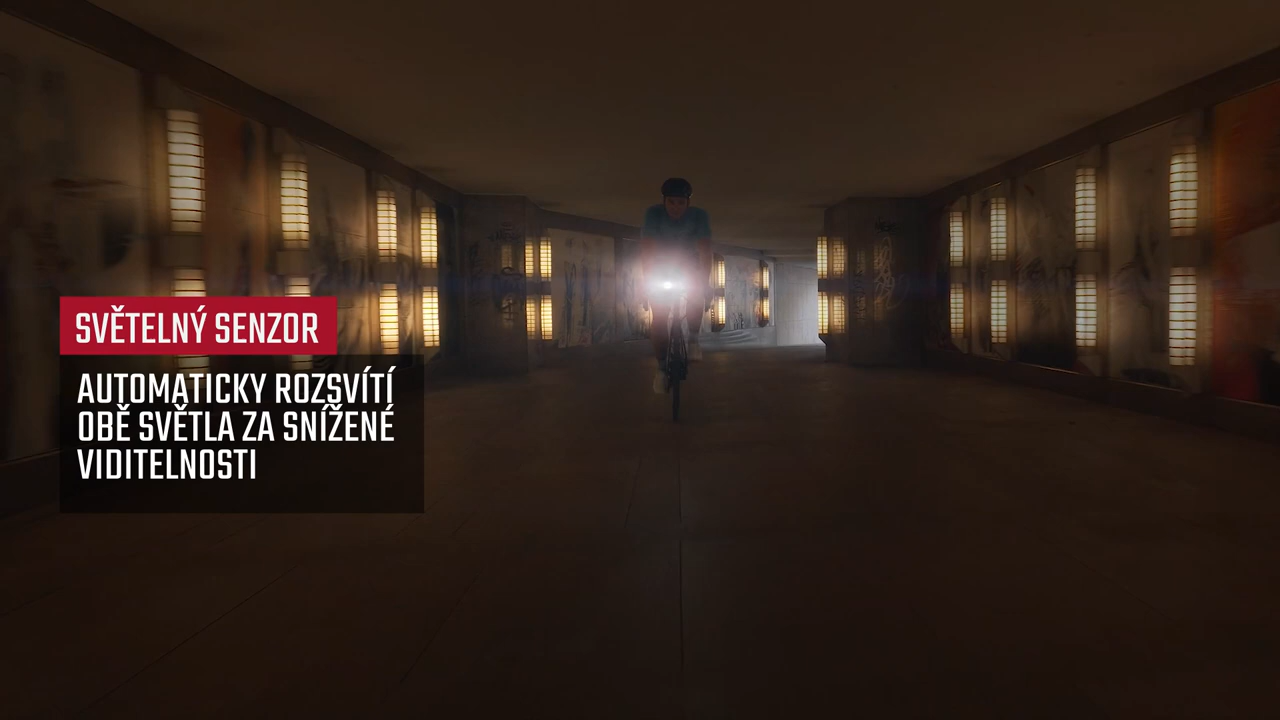 SVĚTELNÝ SENZOR
AUTOMATICKY ROZSVÍTÍ
OBĚ SVĚTLA ZA SNÍŽENÉ
VIDITELNOSTI